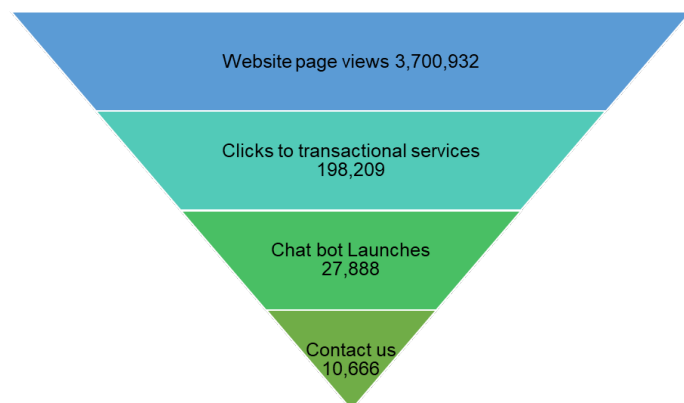 Website page views 3,700,932
Clicks to transactional services
198,209
Chat bot Launches
27,888
Contact us
10,666